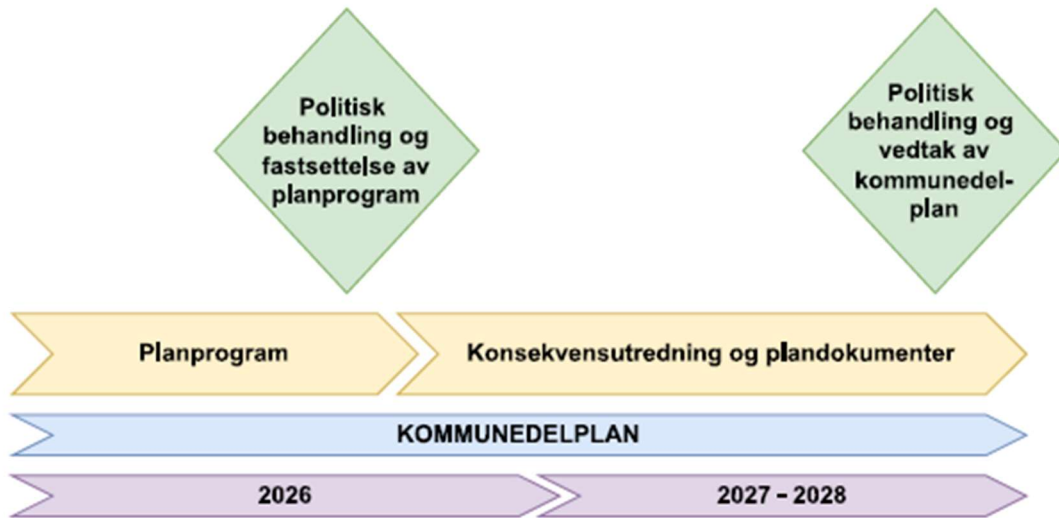 Politisk
behandling og
fastsettelse av
planprogram
Politisk
behandling og
vedtak av
kommunedel-
plan
Planprogram
Konsekvensutredning og plandokumenter
KOMMUNEDELPLAN
2026
2027 – 2028